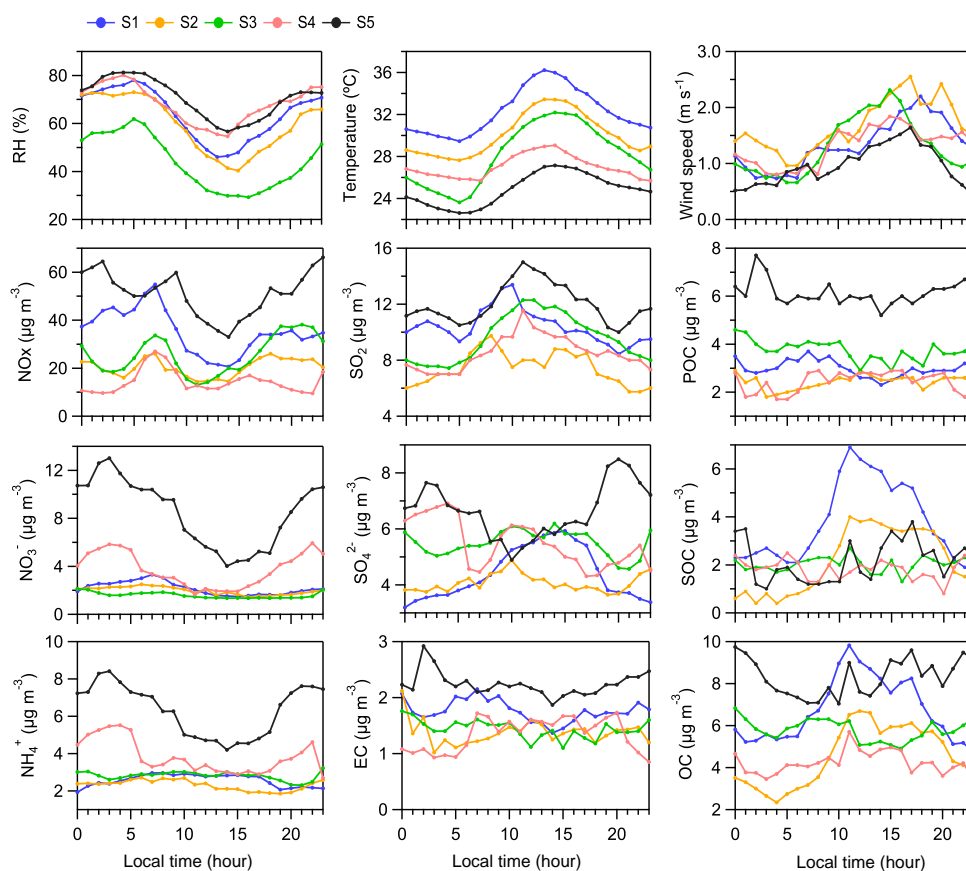 S1 S2 S3 S4 S5
80
60
40
20
RH (%)
36
32
28
24
Temperature (ºC)
3.0
2.0
1.0
0.0
Wind speed (m s-1)
60
40
20
0
NOx (µg m-3)
16
12
8
4
SO2 (µg m-3)
6
4
2
POC (µg m-3)
12
8
4
0
NO3- (µg m-3)
8
6
4
SO42- (µg m-3)
6
4
2
0
SOC (µg m-3)
10
8
6
4
2
0
NH4+ (µg m-3)
3
2
1
0
EC (µg m-3)
10
8
6
4
2
OC (µg m-3)
0 5 10 15 20
0 5 10 15 20
0 5 10 15 20
Local time (hour)
Local time (hour)
Local time (hour)